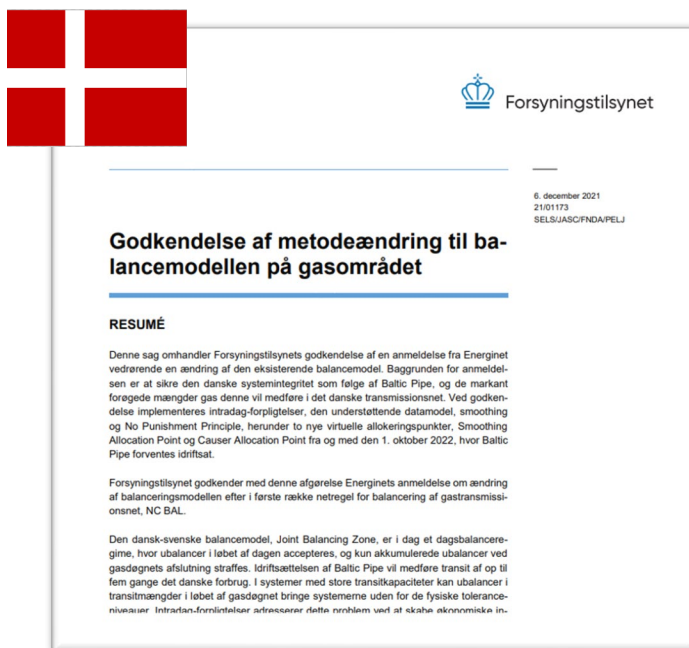 Forsyningstilsynet
6. december 2021
21/01173
SELS/JASC/FNDA/PELJ
Godkendelse af metodeændring til ba-
lancemodellen på gasområdet
RESUMÉ
Denne sag omhandler Forsyningstilsynets godkendelse af en anmeldelse fra Energinet
vedrørende en ændring af den eksisterende balancemodel. Baggrunden for anmeldel-
sen er at sikre den danske systemintegritet som følge af Baltic Pipe, og de markant
forøgede mængder gas denne vil medføre i det danske transmissionsnet. Ved godken-
delse implementeres intradag-forpligtelser, den understøttende datamodel, smoothing
og No Punishment Principle, herunder to nye virtuelle allokeringspunkter, Smoothing
Allocation Point og Causer Allocation Point fra og med den 1. oktober 2022, hvor Baltic
Pipe forventes idriftsat.
Forsyningstilsynet godkender med denne afgørelse Energinets anmeldelse om ændring
af balanceringsmodellen efter i første række netregel for balancering af gastransmissi-
onsnet, NC BAL.
Den dansk-svenske balancemodel, Joint Balancing Zone, er i dag et dagsbalancere-
gime, hvor ubalancer i løbet af dagen accepteres, og kun akkumulerede ubalancer ved
gasdøgnets afslutning straffes. Idriftsættelsen af Baltic Pipe vil medføre transit af op til
fem gange det danske forbrug. I systemer med store transitkapaciteter kan ubalancer i
transitmængder i løbet af gasdøgnet bringe systemerne uden for de fysiske tolerance-
niveauer. Intradag-forpligtelser adresserer dette problem ved at skabe økonomiske in-